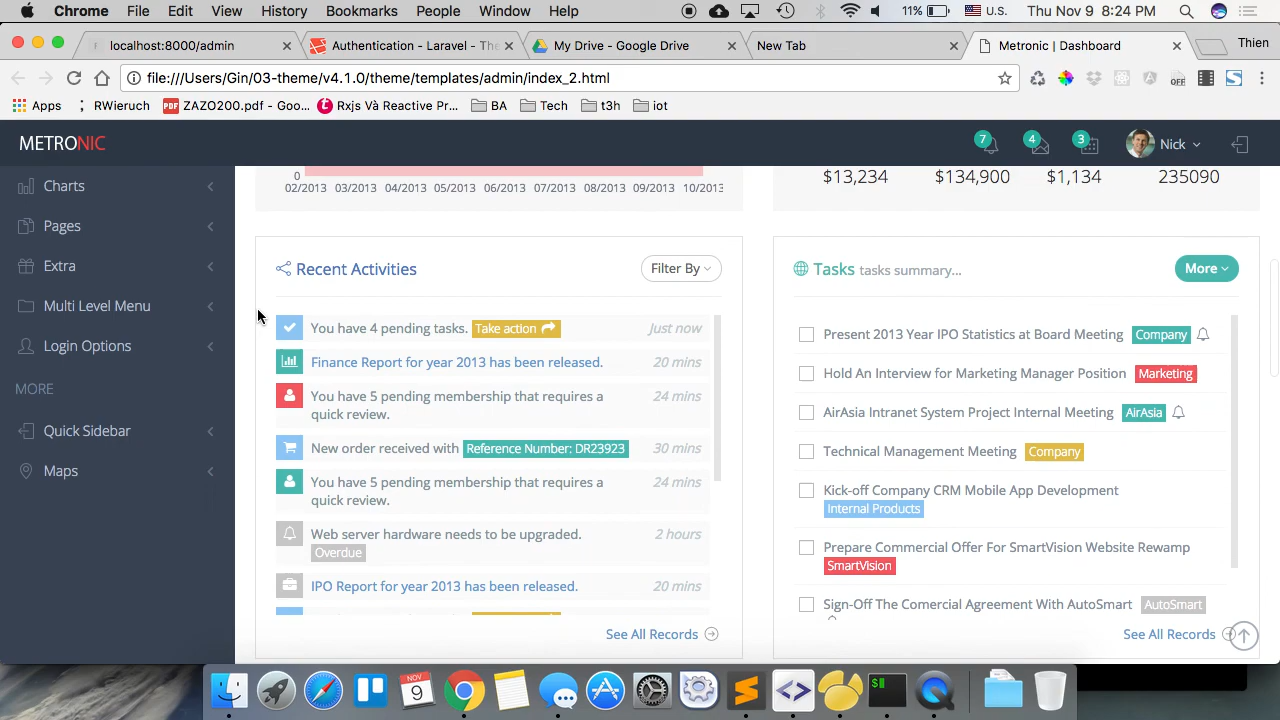 Chrome File Edit View History Bookmarks People Window Help 11% U.S. Thu Nov 9 8:24 PM
localhost:8000/admin Authentication - Laravel - The My Drive - Google Drive New Tab Metronic | Dashboard Thien
file:///Users/Gin/03-theme/v4.1.0/theme/templates/admin/index_2.html
Apps RWieruch ZAZO200.pdf - Goo... Rxjs Và Reactive Pr... BA Tech t3h iot
METRONIC 7 4 3 Nick
Charts
Pages
Extra
Multi Level Menu
Login Options
MORE
Quick Sidebar
Maps
0
02/2013 03/2013 04/2013 05/2013 06/2013 07/2013 08/2013 09/2013 10/2013
$13,234 $134,900 $1,134 235090
Recent Activities Filter By
You have 4 pending tasks. Take action Just now
Finance Report for year 2013 has been released. 20 mins
You have 5 pending membership that requires a 24 mins
quick review.
New order received with Reference Number: DR23923 30 mins
You have 5 pending membership that requires a 24 mins
quick review.
Web server hardware needs to be upgraded. 2 hours
Overdue
IPO Report for year 2013 has been released. 20 mins
See All Records
Tasks tasks summary... More
Present 2013 Year IPO Statistics at Board Meeting Company
Hold An Interview for Marketing Manager Position Marketing
AirAsia Intranet System Project Internal Meeting AirAsia
Technical Management Meeting Company
Kick-off Company CRM Mobile App Development
Internal Products
Prepare Commercial Offer For SmartVision Website Rewamp
SmartVision
Sign-Off The Comercial Agreement With AutoSmart AutoSmart
See All Records